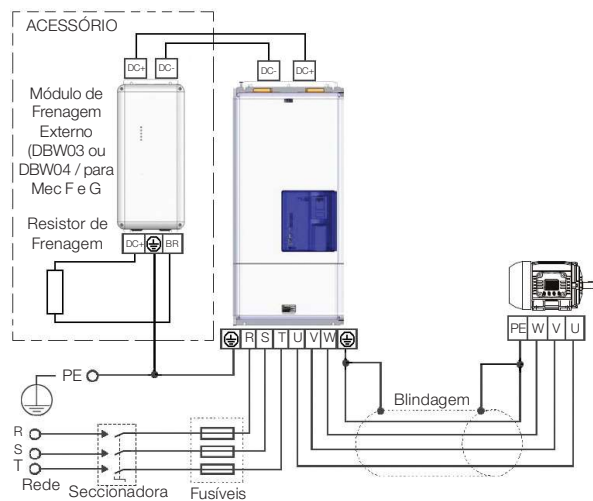 ACESSÓRIO
DC+ DC- DC- DC+
Módulo de
Frenagem
Externo
(DBW03 ou
DBW04 / para
Mec F e G
Resistor de
Frenagem
DC+ BR
R S T U V W
PE W V U
PE
Blindagem
R
S
T
Rede
Seccionadora
Fusíveis